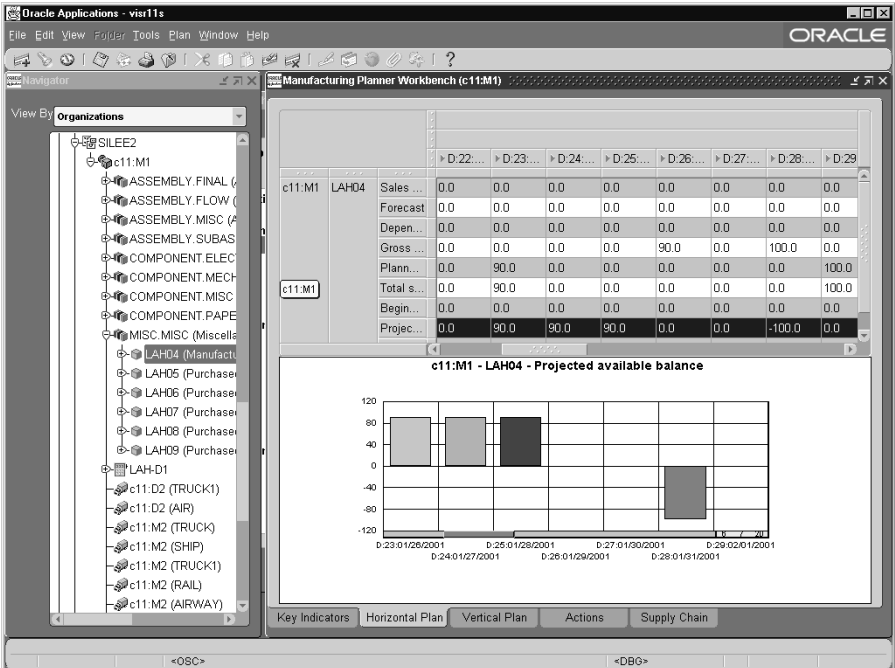 Oracle Applications - visr11s
File Edit View Folder Tools Plan Window Help
ORACLE
Navigator
Manufacturing Planner Workbench (c11:M1)
View By Organizations
SILEE2
c11:M1
ASSEMBLY.FINAL (
ASSEMBLY.FLOW (
ASSEMBLY.MISC (A
ASSEMBLY.SUBAS
COMPONENT.ELEC
COMPONENT.MECH
COMPONENT.MISC
COMPONENT.PAPE
MISC.MISC (Miscella
LAH04 (Manufactu
LAH05 (Purchased
LAH06 (Purchased
LAH07 (Purchased
LAH08 (Purchased
LAH09 (Purchased
LAH-D1
c11:D2 (TRUCK1)
c11:D2 (AIR)
c11:M2 (TRUCK)
c11:M2 (SHIP)
c11:M2 (TRUCK1)
c11:M2 (RAIL)
c11:M2 (AIRWAY)
D:22:... D:23:... D:24:... D:25:... D:26:... D:27:... D:28:... D:29
c11:M1 LAH04 Sales ... 0.0 0.0 0.0 0.0 0.0 0.0 0.0 0.0
Forecast 0.0 0.0 0.0 0.0 0.0 0.0 0.0 0.0
Depen... 0.0 0.0 0.0 0.0 0.0 0.0 0.0 0.0
Gross ... 0.0 0.0 0.0 0.0 90.0 0.0 100.0 0.0
Plann... 0.0 90.0 0.0 0.0 0.0 0.0 0.0 100.0
c11:M1 Total s... 0.0 90.0 0.0 0.0 0.0 0.0 0.0 100.0
Begin... 0.0 0.0 0.0 0.0 0.0 0.0 0.0 0.0
Projec... 0.0 90.0 90.0 90.0 0.0 0.0 -100.0 0.0
c11:M1 - LAH04 - Projected available balance
120
80
40
0
-40
-80
-120
D:23:01/26/2001 D:25:01/28/2001 D:27:01/30/2001 D:29:02/01/2001
D:24:01/27/2001 D:26:01/29/2001 D:28:01/31/2001
Key Indicators Horizontal Plan Vertical Plan Actions Supply Chain
<OSC> <DBG>